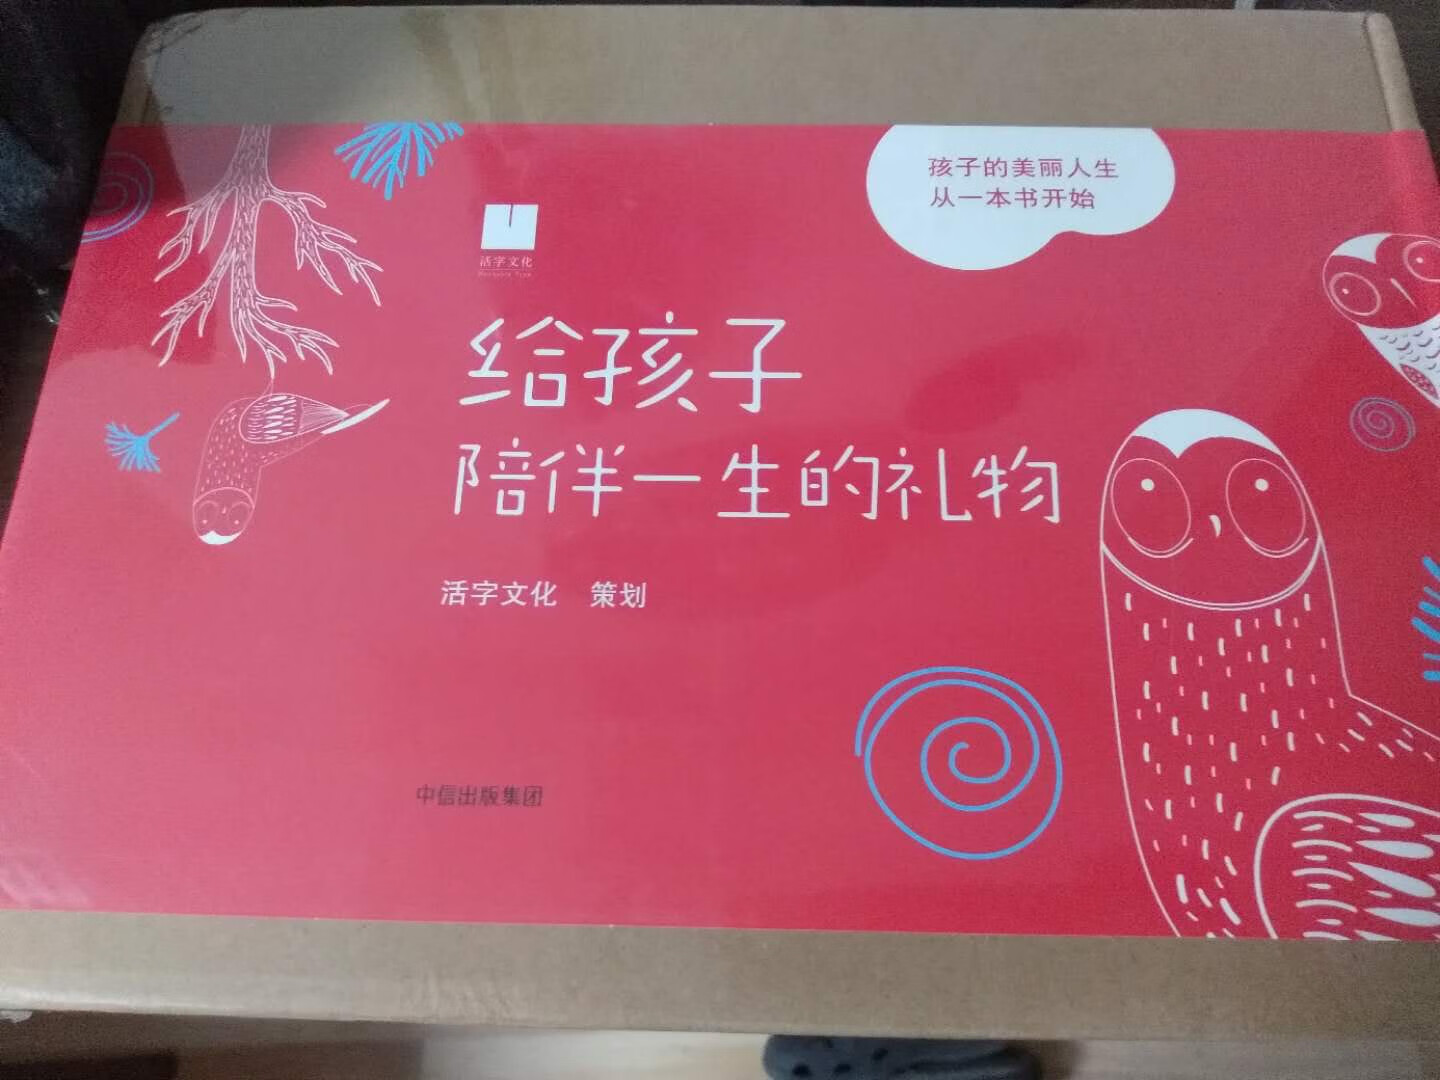 孩子的美丽人生
从一本书开始
活字文化
给孩子
陪伴一生的礼物
活字文化 策划
中信出版集团